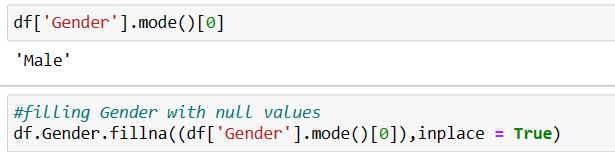 df['Gender'].mode()[0]
'Male'
#filling Gender with null values
df.Gender.fillna((df['Gender'].mode()[0]),inplace = True)